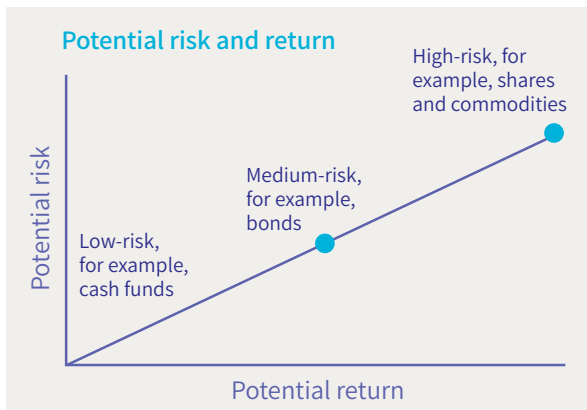 Potential risk and return
High-risk, for
example, shares
and commodities
Medium-risk,
for example,
bonds
Low-risk,
for example,
cash funds
Potential risk
Potential return